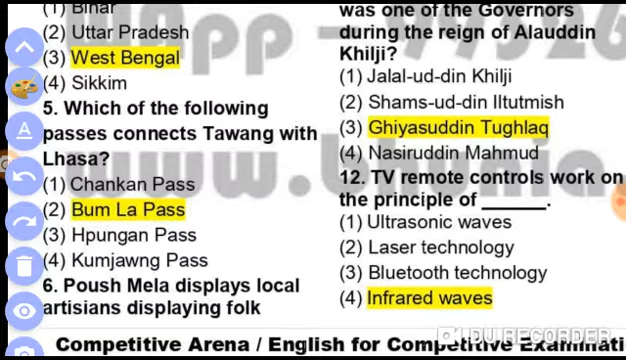 (1) Bihar
(2) Uttar Pradesh
(3) West Bengal
(4) Sikkim
5. Which of the following
passes connects Tawang with
Lhasa?
(1) Chankan Pass
(2) Bum La Pass
(3) Hpungan Pass
(4) Kumjawng Pass
6. Poush Mela displays local
artisians displaying folk
was one of the Governors
during the reign of Alauddin
Khilji?
(1) Jalal-ud-din Khilji
(2) Shams-ud-din Iltutmish
(3) Ghiyasuddin Tughlaq
(4) Nasiruddin Mahmud
12. TV remote controls work on
the principle of ______.
(1) Ultrasonic waves
(2) Laser technology
(3) Bluetooth technology
(4) Infrared waves
DU RECORDER
Competitive Arena / English for Competitive Examinati